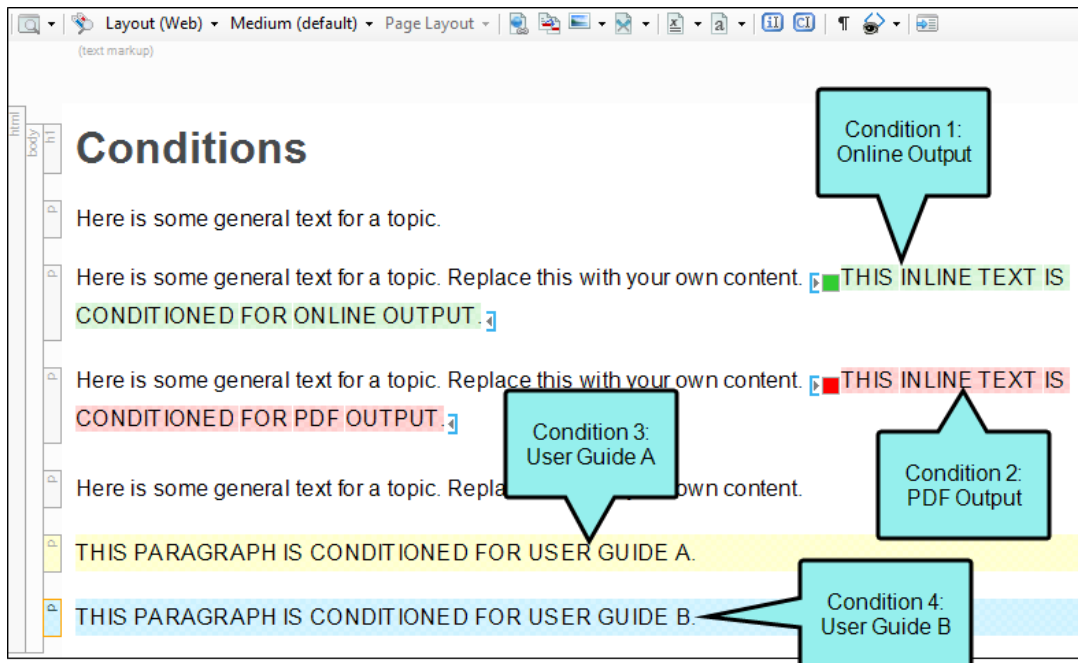 Layout (Web) Medium (default) Page Layout
(text markup)
html
body
h1
Conditions
Condition 1:
Online Output
p
Here is some general text for a topic.
p
Here is some general text for a topic. Replace this with your own content. THIS INLINE TEXT IS
CONDITIONED FOR ONLINE OUTPUT.
p
Here is some general text for a topic. Replace this with your own content. THIS INLINE TEXT IS
CONDITIONED FOR PDF OUTPUT.
Condition 3:
User Guide A
Condition 2:
PDF Output
p
Here is some general text for a topic. Repla own content.
p
THIS PARAGRAPH IS CONDITIONED FOR USER GUIDE A.
p
THIS PARAGRAPH IS CONDITIONED FOR USER GUIDE B.
Condition 4:
User Guide B